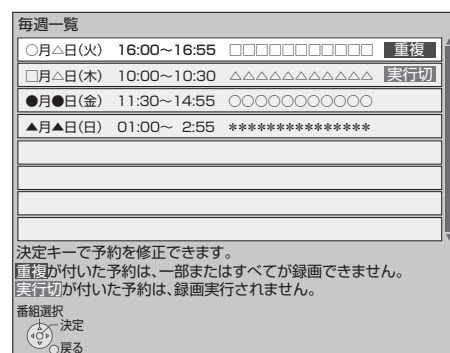 毎週一覧
○月△日(火) 16:00～16:55 □□□□□□□□□□□ 重複
□月△日(木) 10:00～10:30 △△△△△△△△△△△ 実行切
●月●日(金) 11:30～14:55 ○○○○○○○○○○○
▲月▲日(日) 01:00～ 2:55 ***************
決定キーで予約を修正できます。
重複が付いた予約は、一部またはすべてが録画できません。
実行切が付いた予約は、録画実行されません。
番組選択
決定
戻る